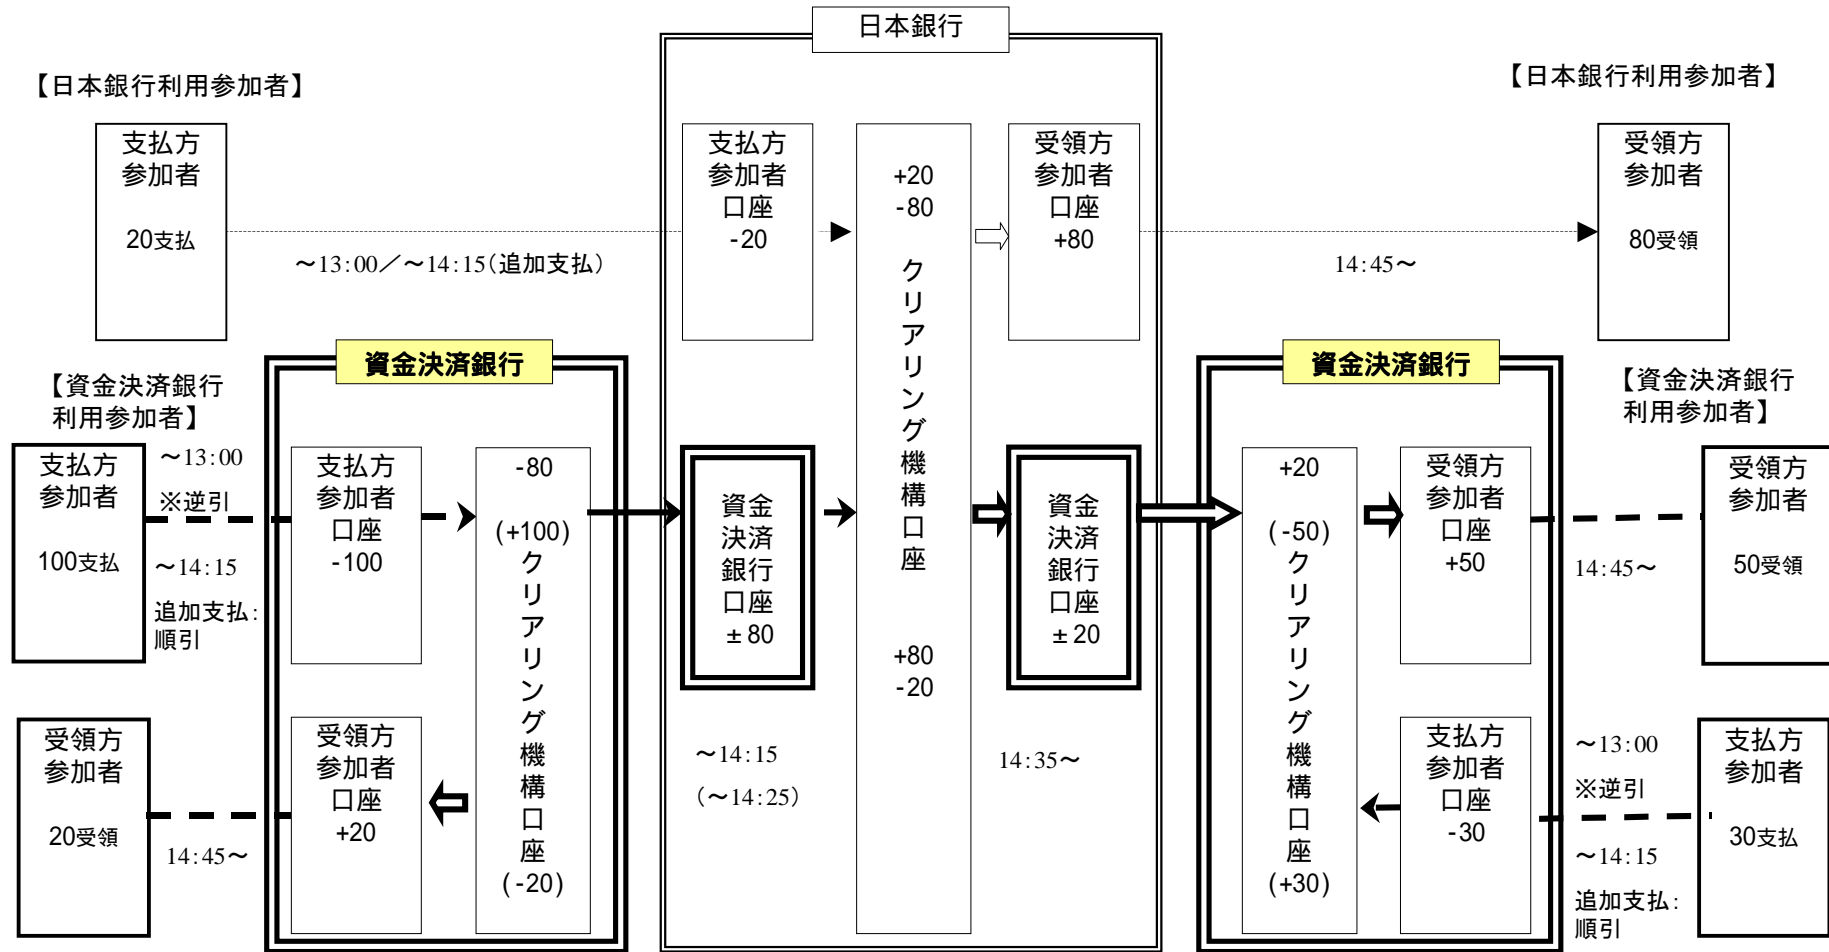 日本銀行
【日本銀行利用参加者】
【日本銀行利用参加者】
支払方
参加者
20支払
～13:00／～14:15(追加支払)
支払方
参加者
口座
-20
+20
-80
クリアリング機構口座
+80
-20
受領方
参加者
口座
+80
14:45～
受領方
参加者
80受領
資金決済銀行
【資金決済銀行
利用参加者】
支払方
参加者
100支払
～13:00
※逆引
～14:15
追加支払:
順引
支払方
参加者
口座
-100
-80
(+100)
クリアリング機構口座
(-20)
受領方
参加者
20受領
14:45～
受領方
参加者
口座
+20
資金
決済
銀行
口座
±80
～14:15
(～14:25)
資金
決済
銀行
口座
±20
14:35～
資金決済銀行
【資金決済銀行
利用参加者】
+20
(-50)
クリアリング機構口座
(+30)
受領方
参加者
口座
+50
14:45～
受領方
参加者
50受領
支払方
参加者
口座
-30
～13:00
※逆引
～14:15
追加支払:
順引
支払方
参加者
30支払